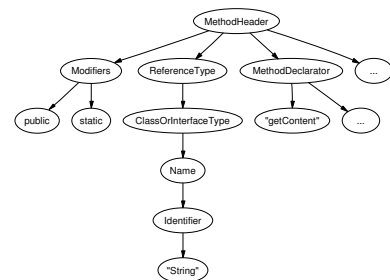 MethodHeader
Modifiers ReferenceType MethodDeclarator ...
public static ClassOrInterfaceType "getContent" ...
Name
Identifier
"String"